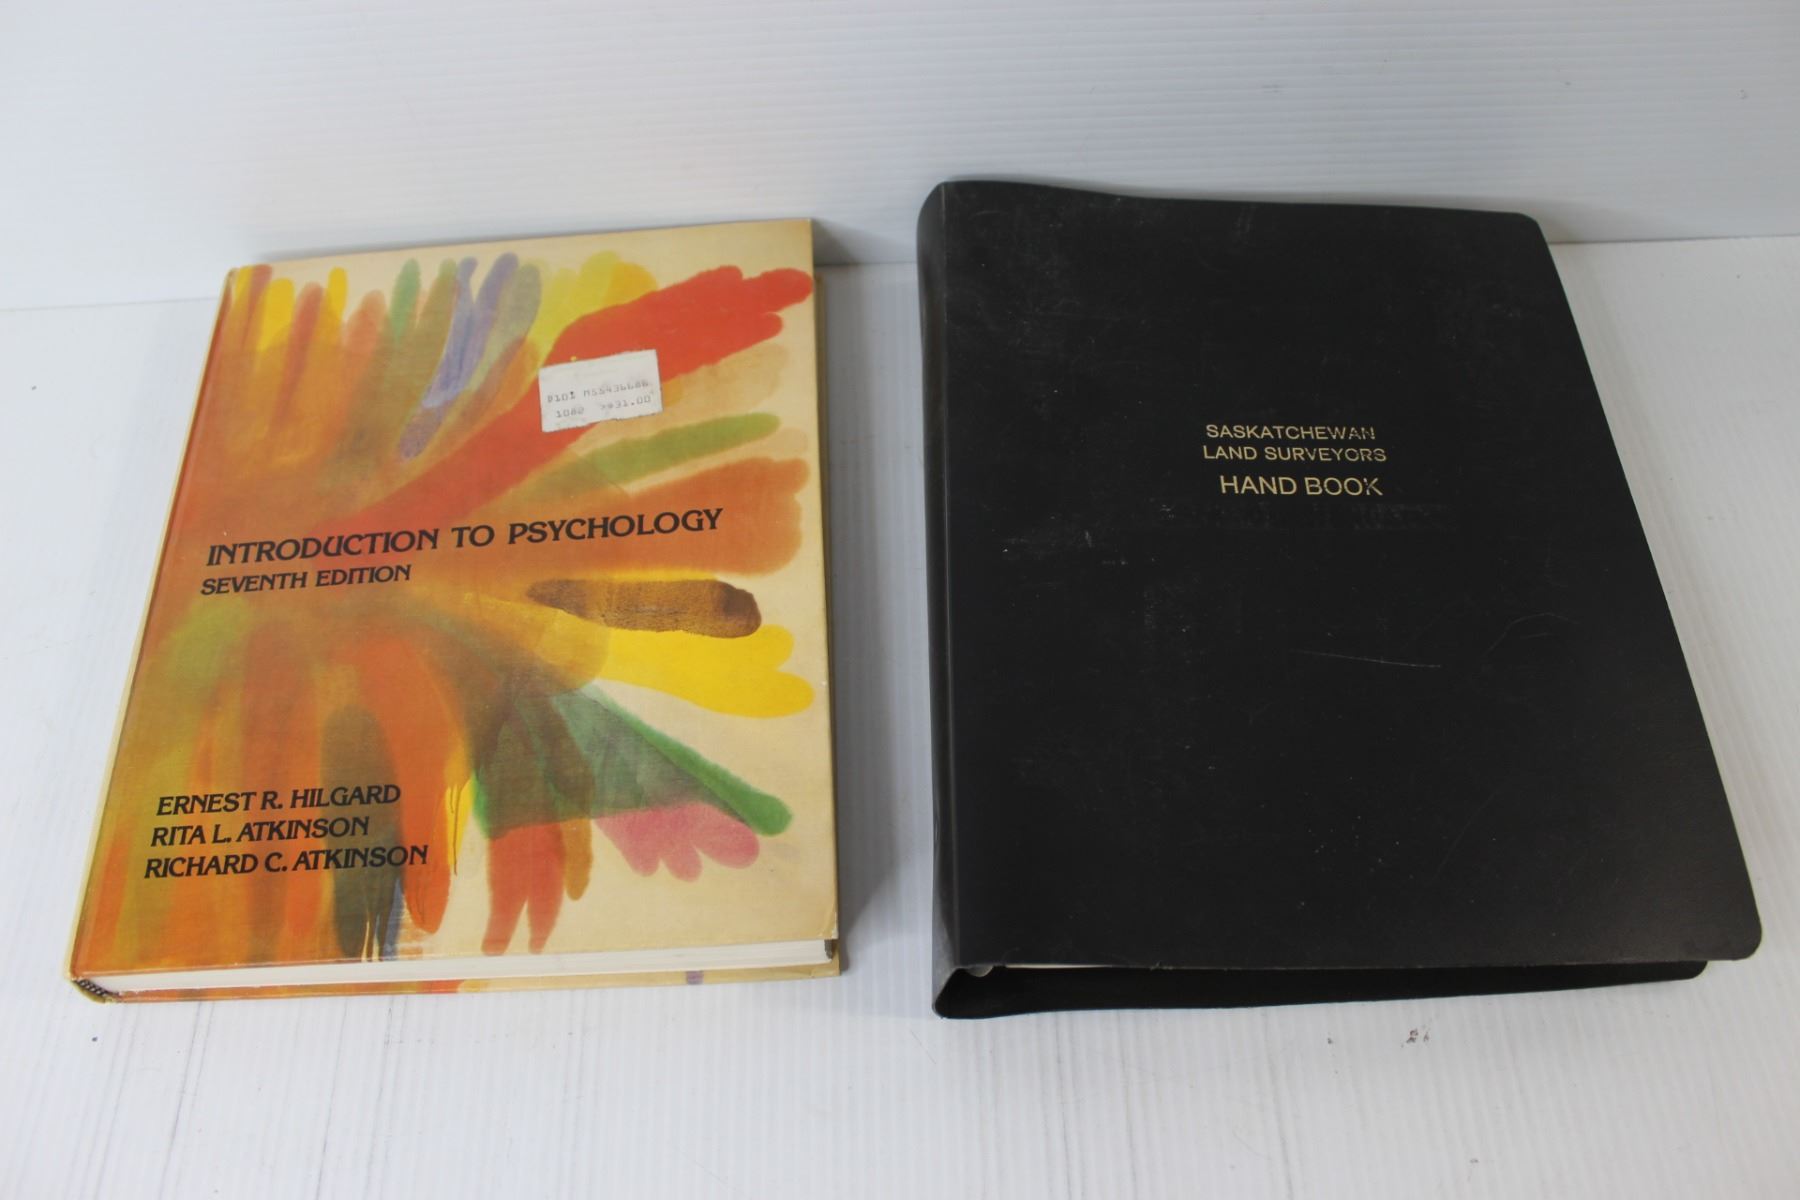 INTRODUCTION TO PSYCHOLOGY
SEVENTH EDITION
ERNEST R. HILGARD
RITA L. ATKINSON
RICHARD C. ATKINSON
SASKATCHEWAN
LAND SURVEYORS
HAND BOOK